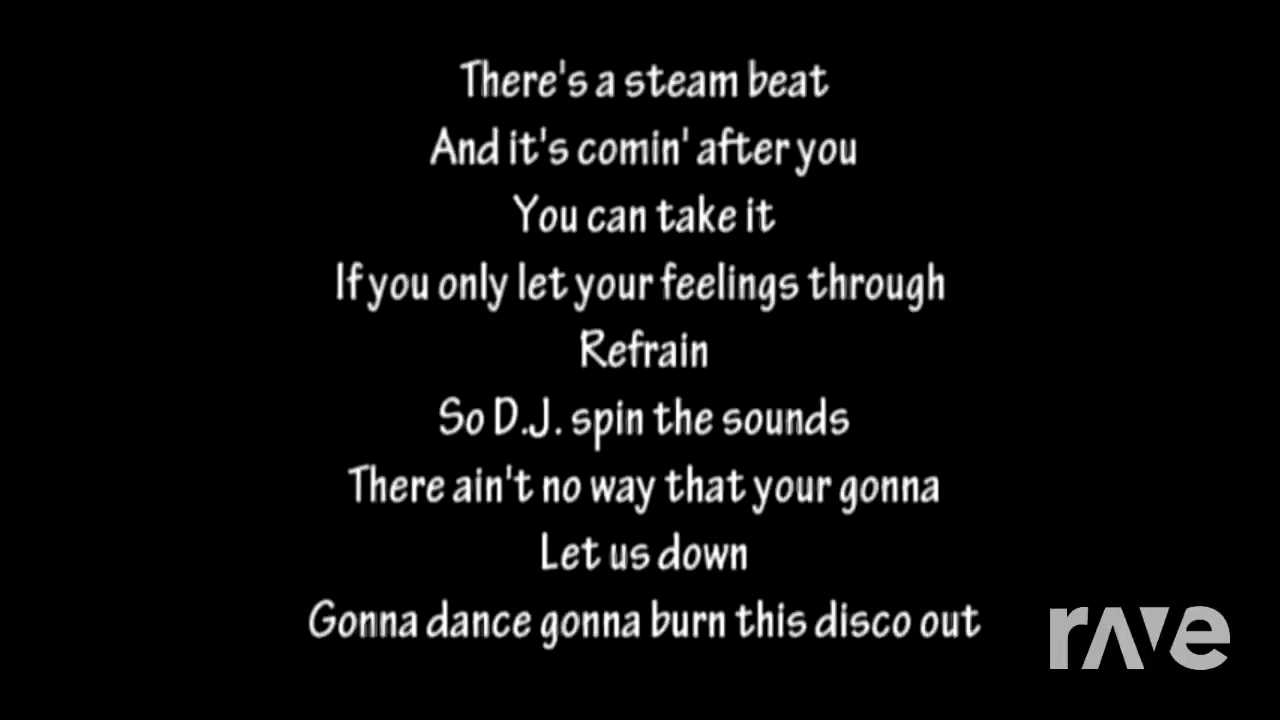 There's a steam beat
And it's comin' after you
You can take it
If you only let your feelings through
Refrain
So D.J. spin the sounds
There ain't no way that your gonna
Let us down
Gonna dance gonna burn this disco out
rave